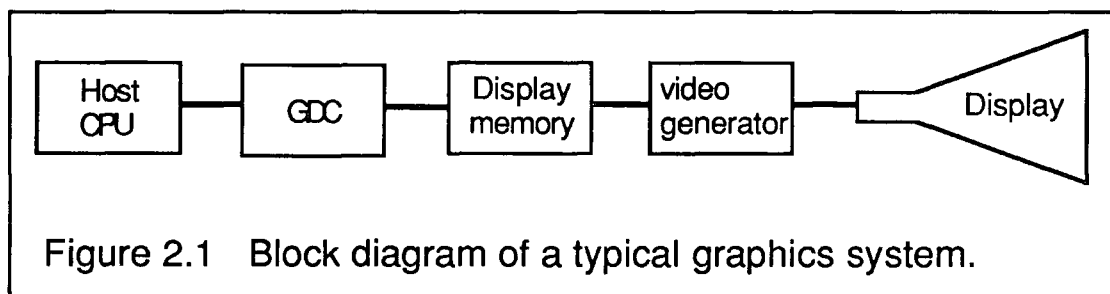 Host
CPU
GDC
Display
memory
video
generator
Display
Figure 2.1 Block diagram of a typical graphics system.